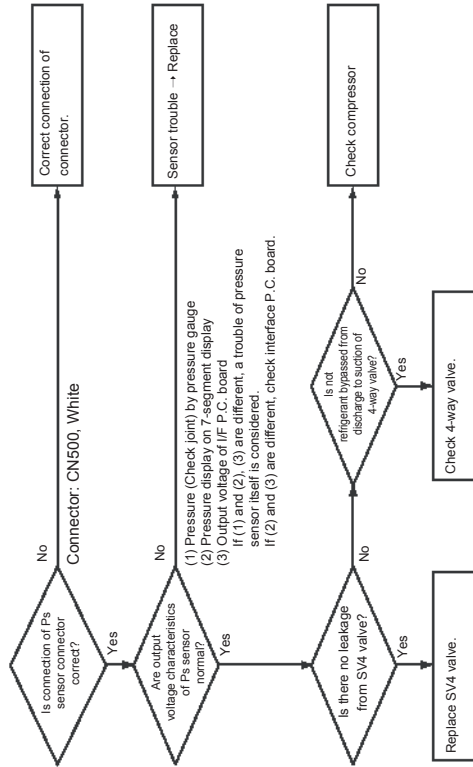 Is connection of Ps
sensor connector
correct?
No
Correct connection of
connector.
Connector: CN500, White
Yes
Are output
voltage characteristics
of Ps sensor
normal?
No
Sensor trouble → Replace
(1) Pressure (Check joint) by pressure gauge
(2) Pressure display on 7-segment display
(3) Output voltage of I/F P.C. board
If (1) and (2), (3) are different, a trouble of pressure
sensor itself is considered.
If (2) and (3) are different, check interface P.C. board.
Yes
Is there no leakage
from SV4 valve?
No
Is not
refrigerant bypassed from
discharge to suction of
4-way valve?
No
Check compressor
Yes
Replace SV4 valve.
Yes
Check 4-way valve.